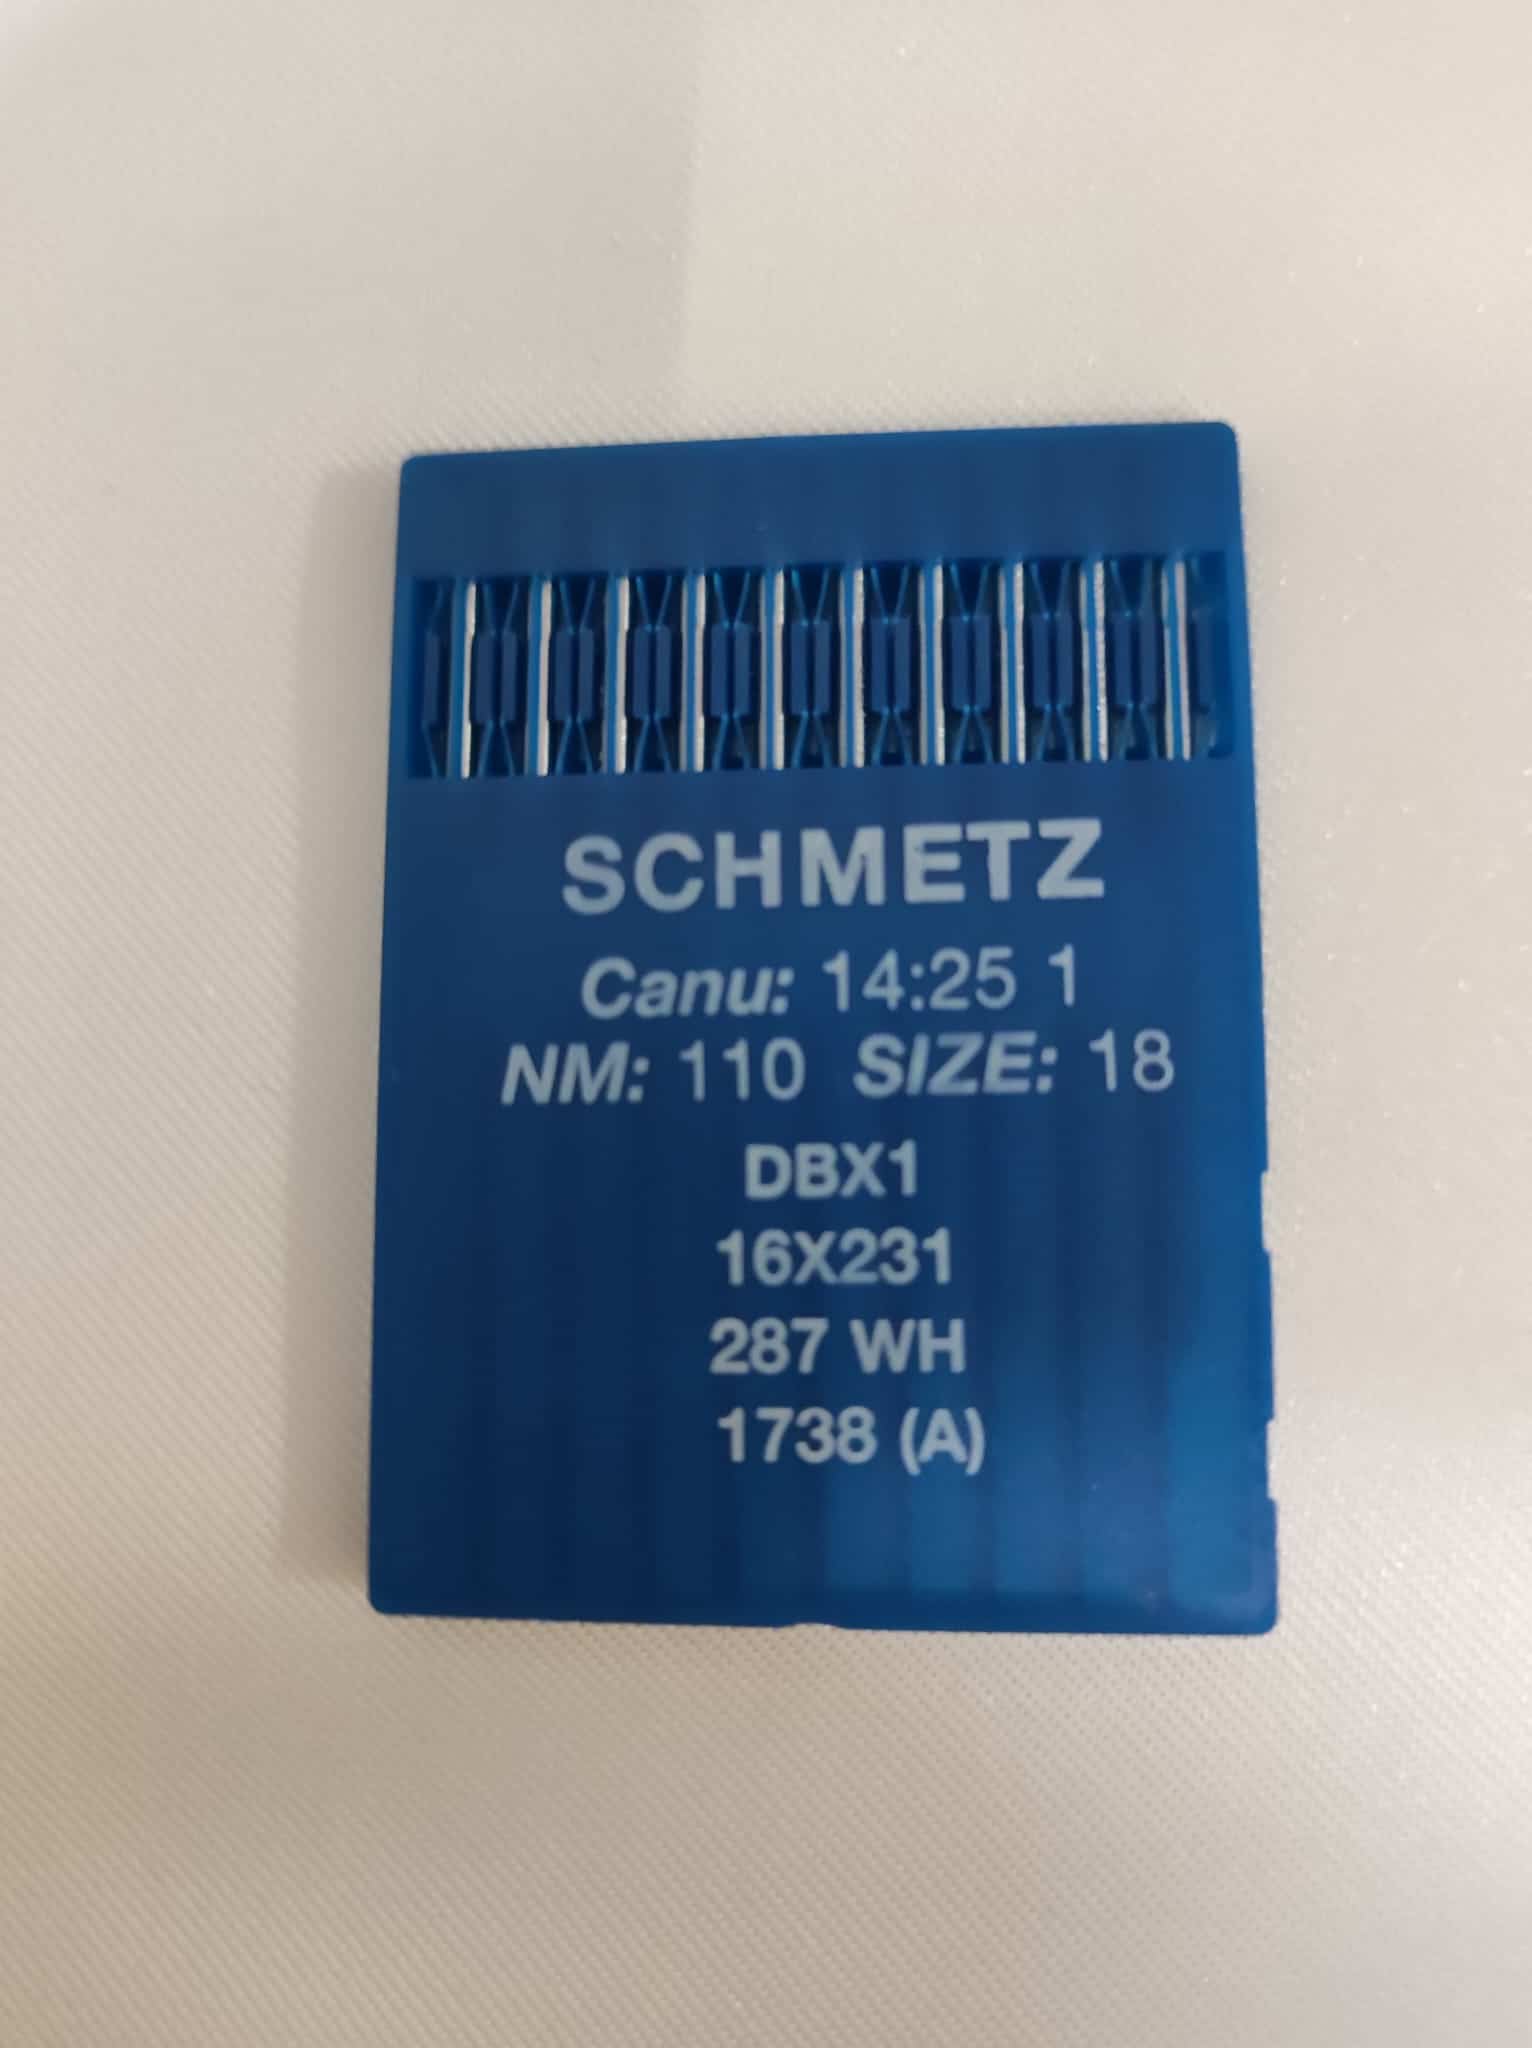 SCHMETZ
Canu: 14:25 1
NM: 110 SIZE: 18
DBX1
16X231
287 WH
1738 (A)